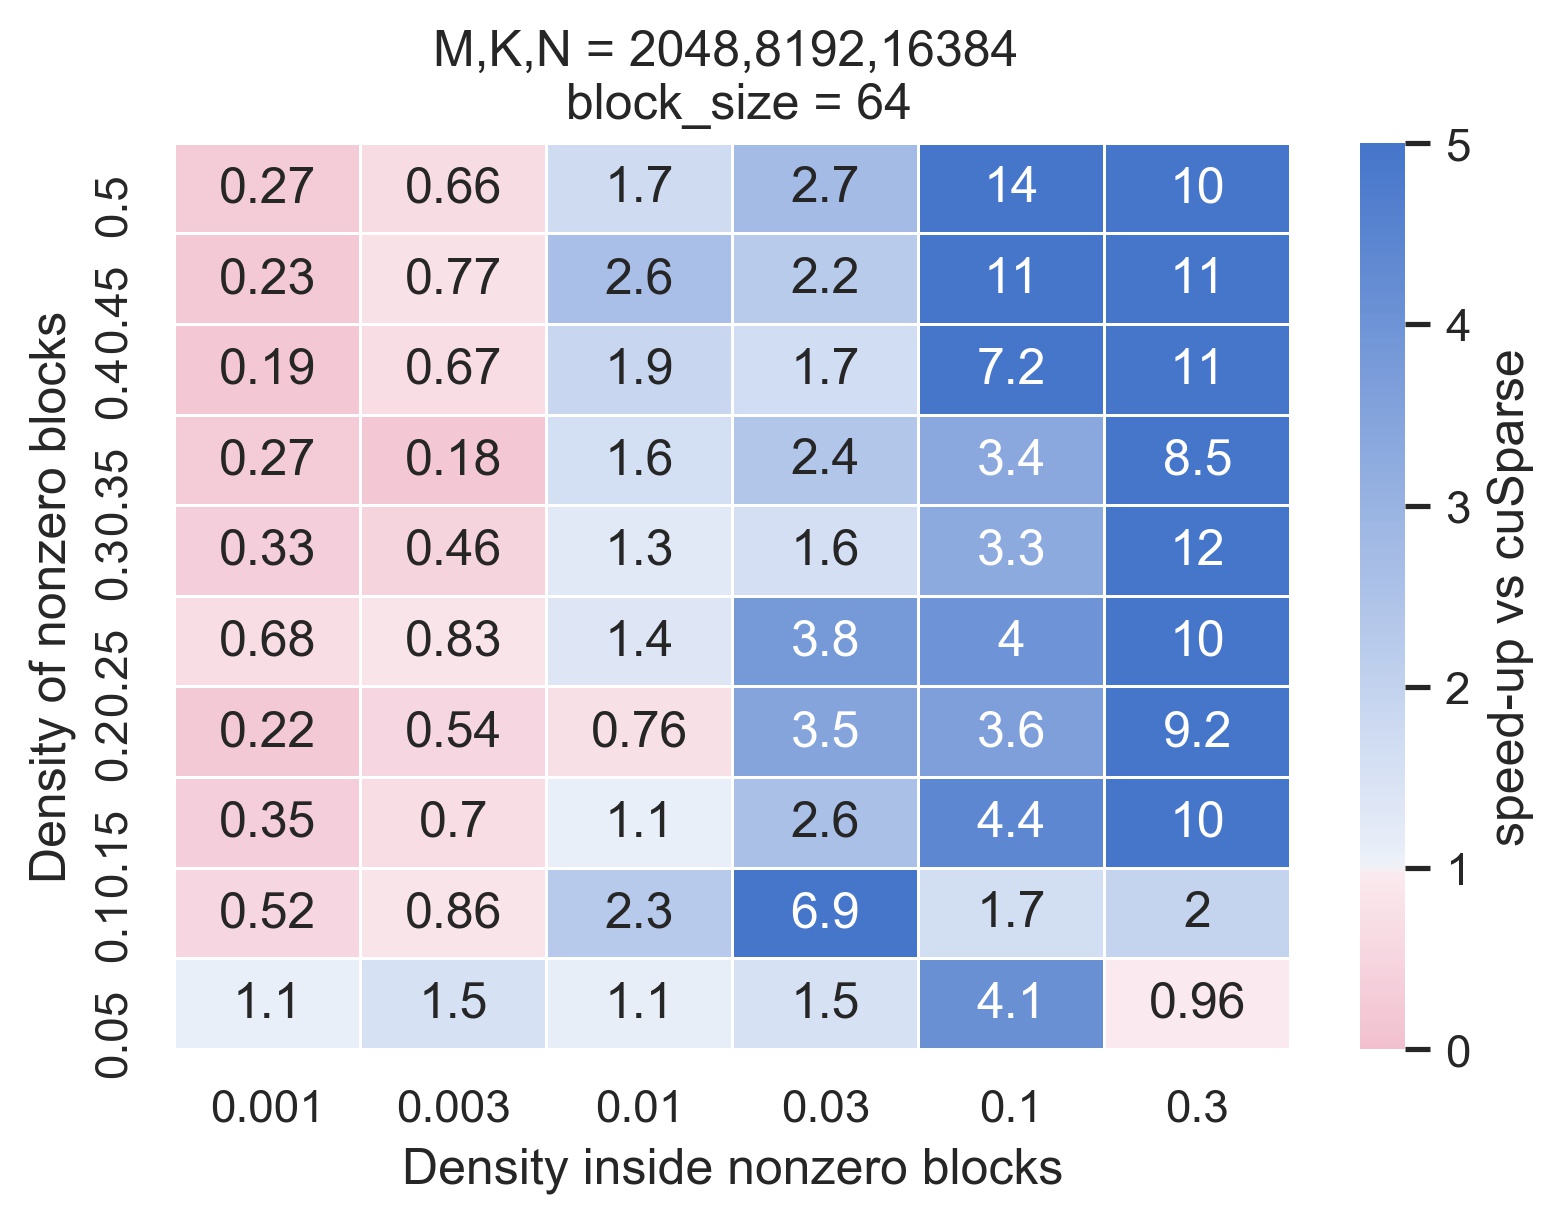 M,K,N = 2048,8192,16384
block_size = 64
Density of nonzero blocks
0.5 0.27 0.66 1.7 2.7 14 10
0.45 0.23 0.77 2.6 2.2 11 11
0.4 0.19 0.67 1.9 1.7 7.2 11
0.35 0.27 0.18 1.6 2.4 3.4 8.5
0.3 0.33 0.46 1.3 1.6 3.3 12
0.25 0.68 0.83 1.4 3.8 4 10
0.2 0.22 0.54 0.76 3.5 3.6 9.2
0.15 0.35 0.7 1.1 2.6 4.4 10
0.1 0.52 0.86 2.3 6.9 1.7 2
0.05 1.1 1.5 1.1 1.5 4.1 0.96
0.001 0.003 0.01 0.03 0.1 0.3
Density inside nonzero blocks
5
4
3
2
1
0
speed-up vs cuSparse